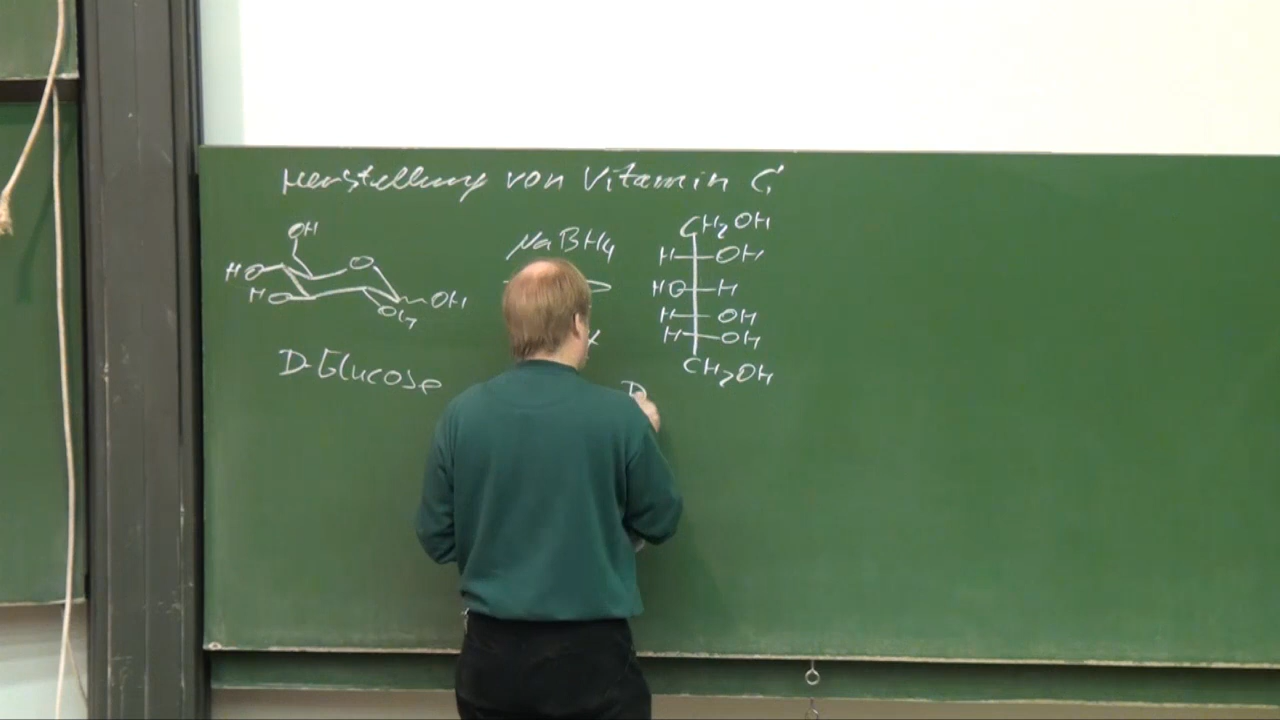 Herstellung von Vitamin C
OH
HO
O
HO
OH
OH
D-Glucose
NaBH4
CH2OH
H OH
HO H
H OH
H OH
CH2OH
D